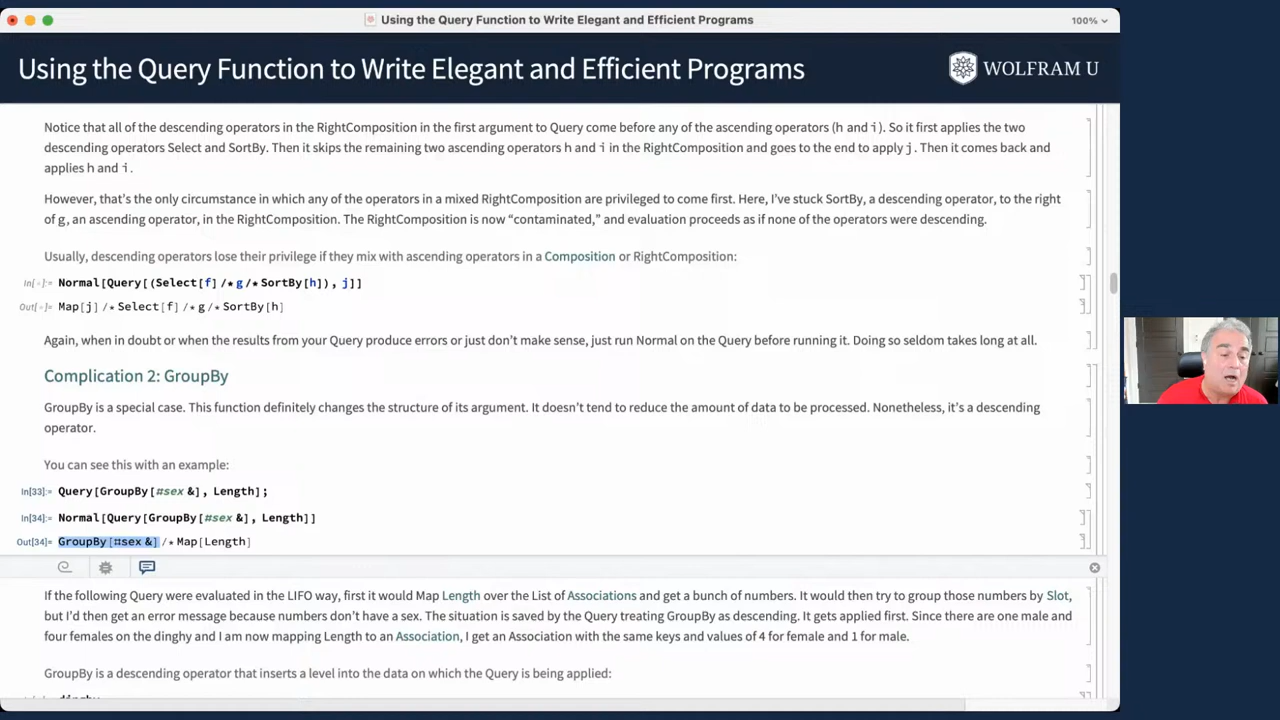 Using the Query Function to Write Elegant and Efficient Programs
100%
Using the Query Function to Write Elegant and Efficient Programs
WOLFRAM U
Notice that all of the descending operators in the RightComposition in the first argument to Query come before any of the ascending operators (h and i). So it first applies the two
descending operators Select and SortBy. Then it skips the remaining two ascending operators h and i in the RightComposition and goes to the end to apply j. Then it comes back and
applies h and i.
However, that's the only circumstance in which any of the operators in a mixed RightComposition are privileged to come first. Here, I've stuck SortBy, a descending operator, to the right
of g, an ascending operator, in the RightComposition. The RightComposition is now “contaminated,” and evaluation proceeds as if none of the operators were descending.
Usually, descending operators lose their privilege if they mix with ascending operators in a Composition or RightComposition:
In[◦]:= Normal[Query[(Select[f] /* g /* SortBy[h]), j]]
Out[◦]= Map[j] /* Select[f] /* g /* SortBy[h]
Again, when in doubt or when the results from your Query produce errors or just don't make sense, just run Normal on the Query before running it. Doing so seldom takes long at all.
Complication 2: GroupBy
GroupBy is a special case. This function definitely changes the structure of its argument. It doesn't tend to reduce the amount of data to be processed. Nonetheless, it's a descending
operator.
You can see this with an example:
In[33]:= Query[GroupBy[#sex &], Length];
In[34]:= Normal[Query[GroupBy[#sex &], Length]]
Out[34]= GroupBy[#sex &] /* Map[Length]
If the following Query were evaluated in the LIFO way, first it would Map Length over the List of Associations and get a bunch of numbers. It would then try to group those numbers by Slot,
but I'd then get an error message because numbers don't have a sex. The situation is saved by the Query treating GroupBy as descending. It gets applied first. Since there are one male and
four females on the dinghy and I am now mapping Length to an Association, I get an Association with the same keys and values of 4 for female and 1 for male.
GroupBy is a descending operator that inserts a level into the data on which the Query is being applied: